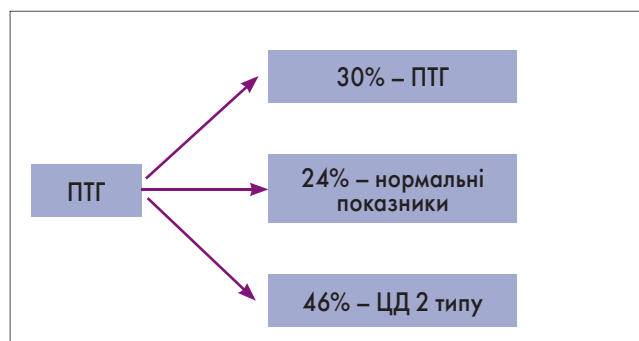 30% – ПТГ
ПТГ
24% – нормальні
показники
46% – ЦД 2 типу